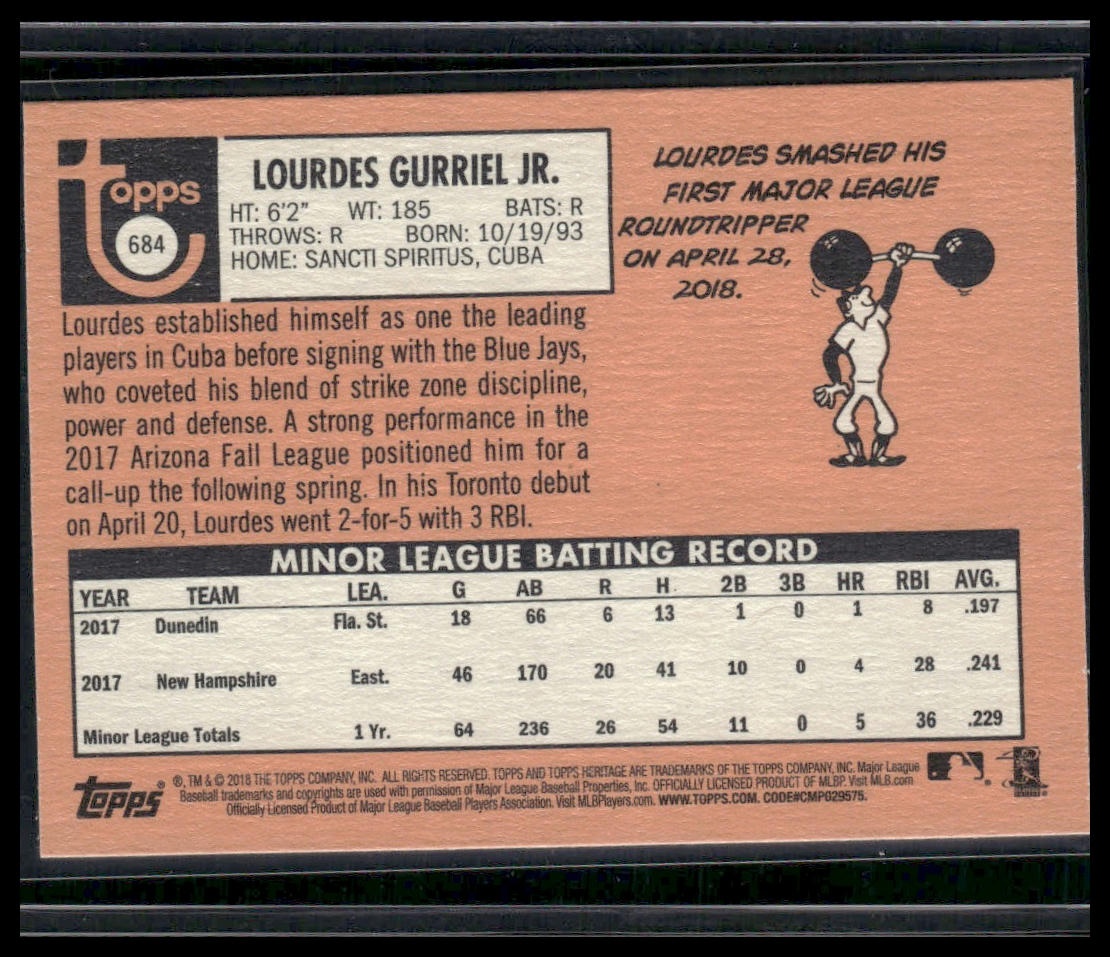 Topps
684
LOURDES GURRIEL JR.
HT: 6'2" WT: 185 BATS: R
THROWS: R BORN: 10/19/93
HOME: SANCTI SPIRITUS, CUBA
LOURDES SMASHED HIS
FIRST MAJOR LEAGUE
ROUNDTRIPPER
ON APRIL 28,
2018.
Lourdes established himself as one the leading
players in Cuba before signing with the Blue Jays,
who coveted his blend of strike zone discipline,
power and defense. A strong performance in the
2017 Arizona Fall League positioned him for a
call-up the following spring. In his Toronto debut
on April 20, Lourdes went 2-for-5 with 3 RBI.
MINOR LEAGUE BATTING RECORD
YEAR TEAM LEA. G AB R H 2B 3B HR RBI AVG.
2017 Dunedin Fla. St. 18 66 6 13 1 0 1 8 .197
2017 New Hampshire East. 46 170 20 41 10 0 4 28 .241
Minor League Totals 1 Yr. 64 236 26 54 11 0 5 36 .229
Topps®
®, TM & © 2018 THE TOPPS COMPANY, INC. ALL RIGHTS RESERVED. TOPPS AND TOPPS HERITAGE ARE TRADEMARKS OF THE TOPPS COMPANY, INC. Major League
Baseball trademarks and copyrights are used with permission of Major League Baseball Properties, Inc. OFFICIALLY LICENSED PRODUCT OF MLBP Visit MLB.com
Officially Licensed Product of Major League Baseball Players Association. Visit MLBPlayers.com. WWW.TOPPS.COM. CODE#CMP029575.